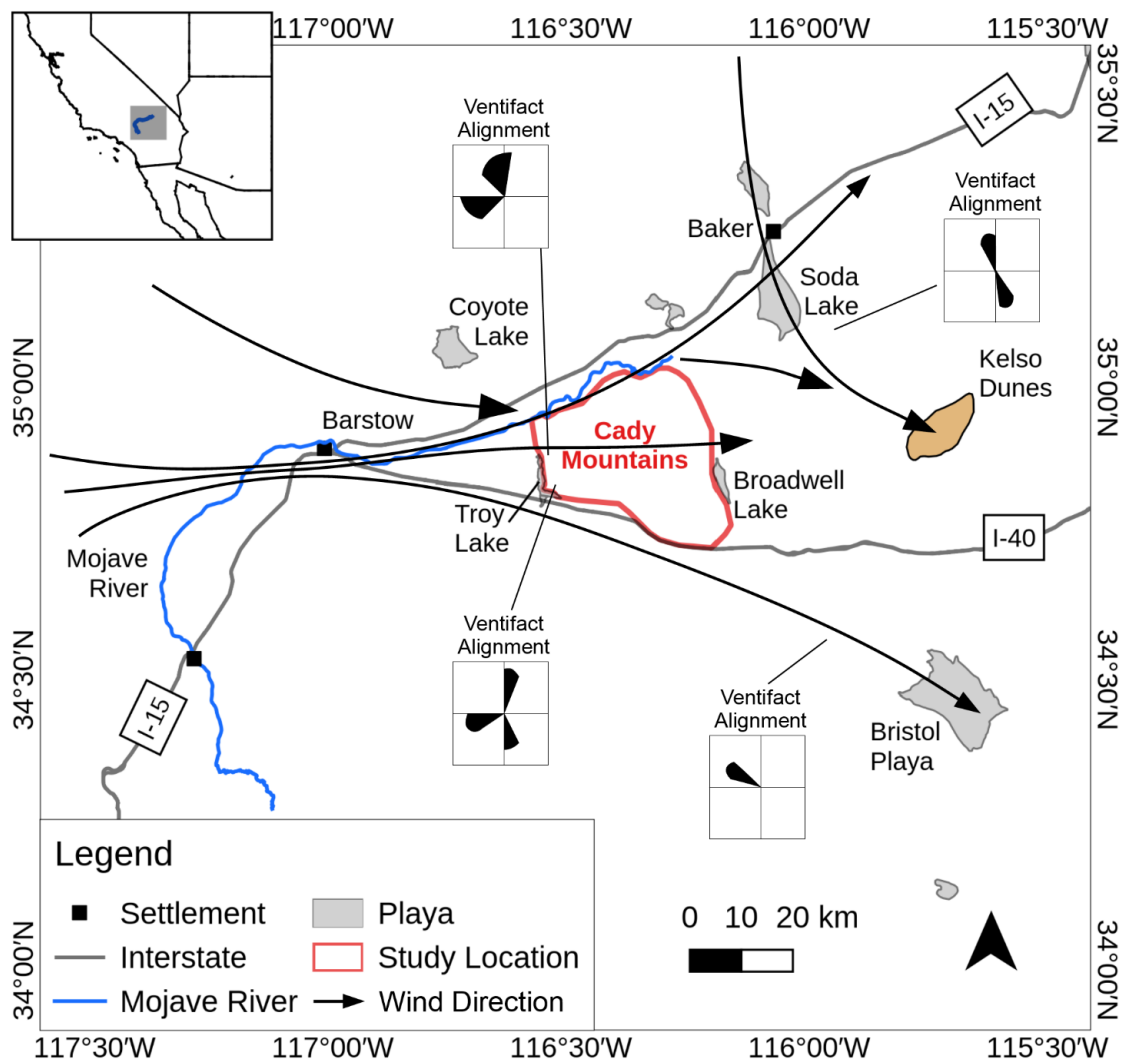 117°00'W
116°30'W
116°00'W
115°30'W
35°30'N
I-15
Ventifact
Alignment
Ventifact
Alignment
Baker
Soda
Lake
Coyote
Lake
Kelso
Dunes
35°00'N
35°00'N
Barstow
Cady
Mountains
Broadwell
Lake
Troy
Lake
I-40
Mojave
River
Ventifact
Alignment
34°30'N
34°30'N
I-15
Ventifact
Alignment
Bristol
Playa
Legend
Settlement
Playa
Interstate
Study Location
Mojave River
Wind Direction
0 10 20 km
34°00'N
34°00'N
117°30'W
117°00'W
116°30'W
116°00'W
115°30'W